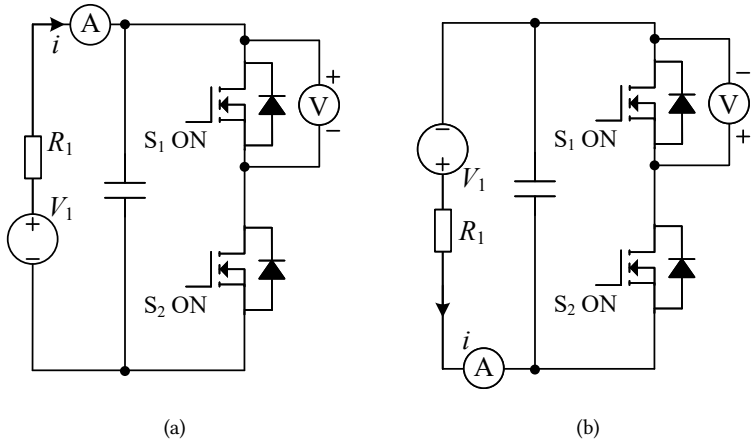 A
i
+
V
−
S₁ ON
R₁
V₁
+
−
S₂ ON
(a)
−
V
+
S₁ ON
−
+
V₁
R₁
S₂ ON
i
A
(b)